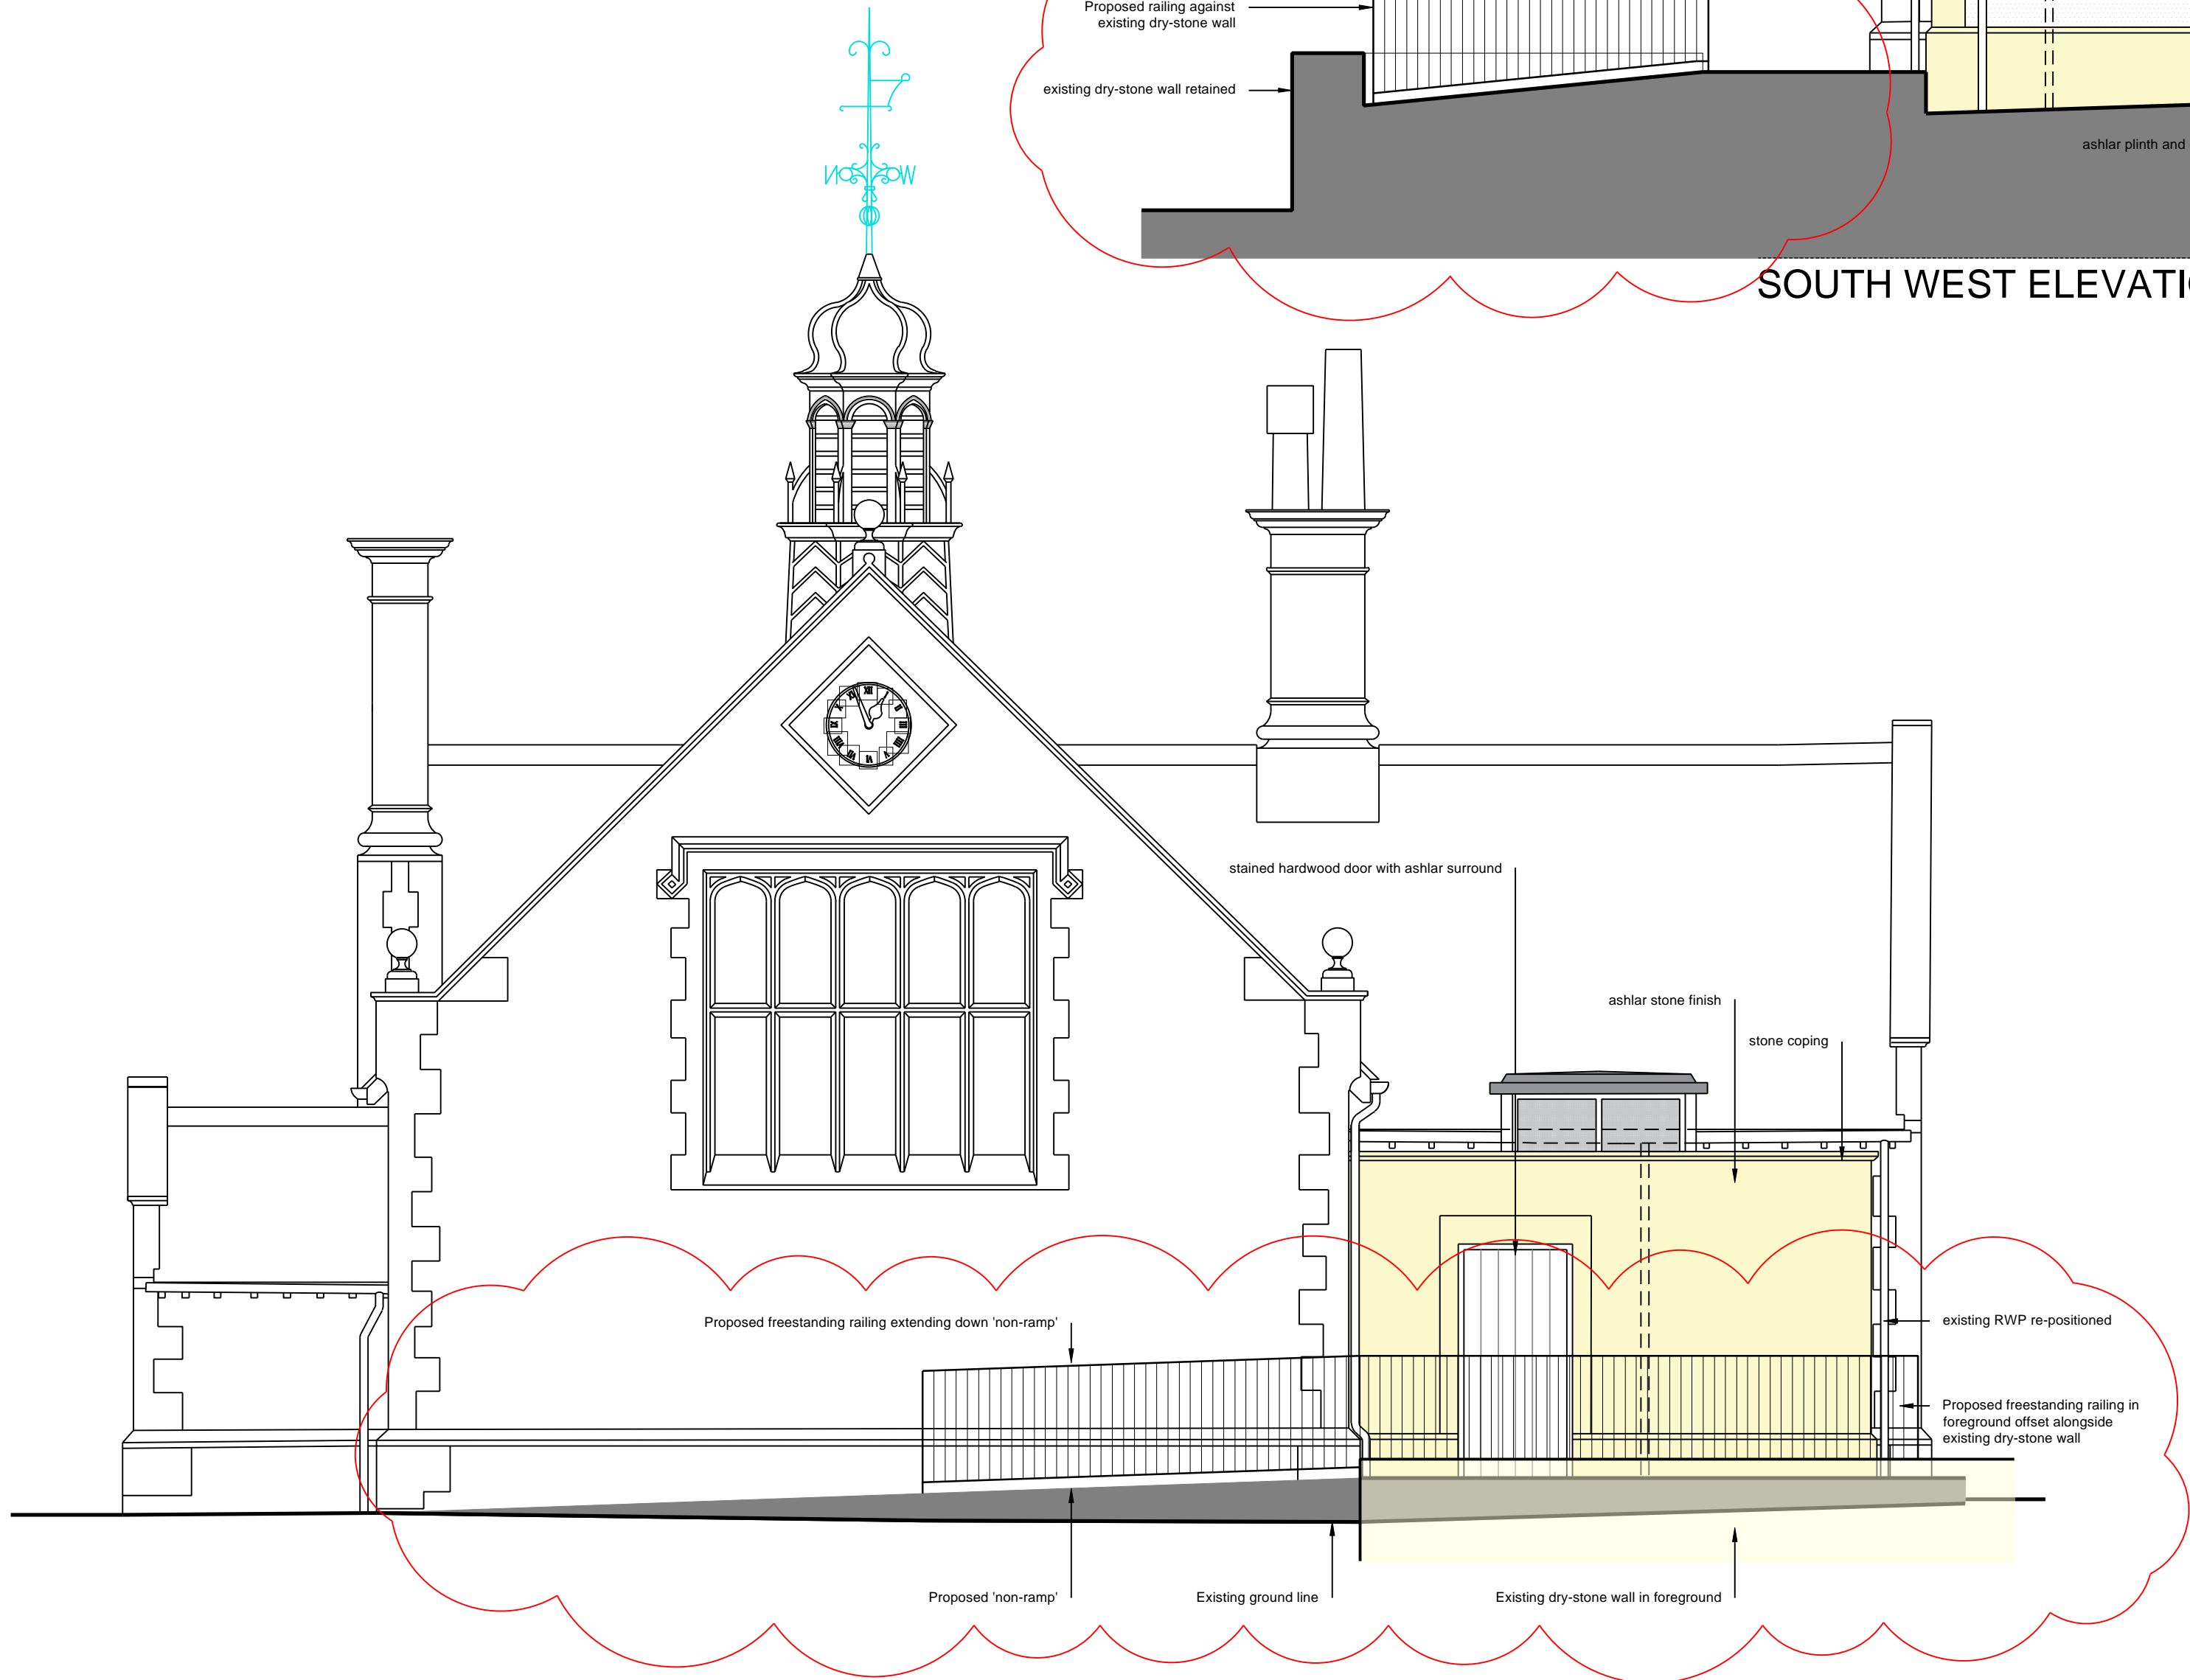 Proposed railing against
existing dry-stone wall
existing dry-stone wall retained
ashlar plinth and
SOUTH WEST ELEVATI
N W
stained hardwood door with ashlar surround
ashlar stone finish
stone coping
Proposed freestanding railing extending down 'non-ramp'
existing RWP re-positioned
Proposed freestanding railing in
foreground offset alongside
existing dry-stone wall
Proposed 'non-ramp'
Existing ground line
Existing dry-stone wall in foreground